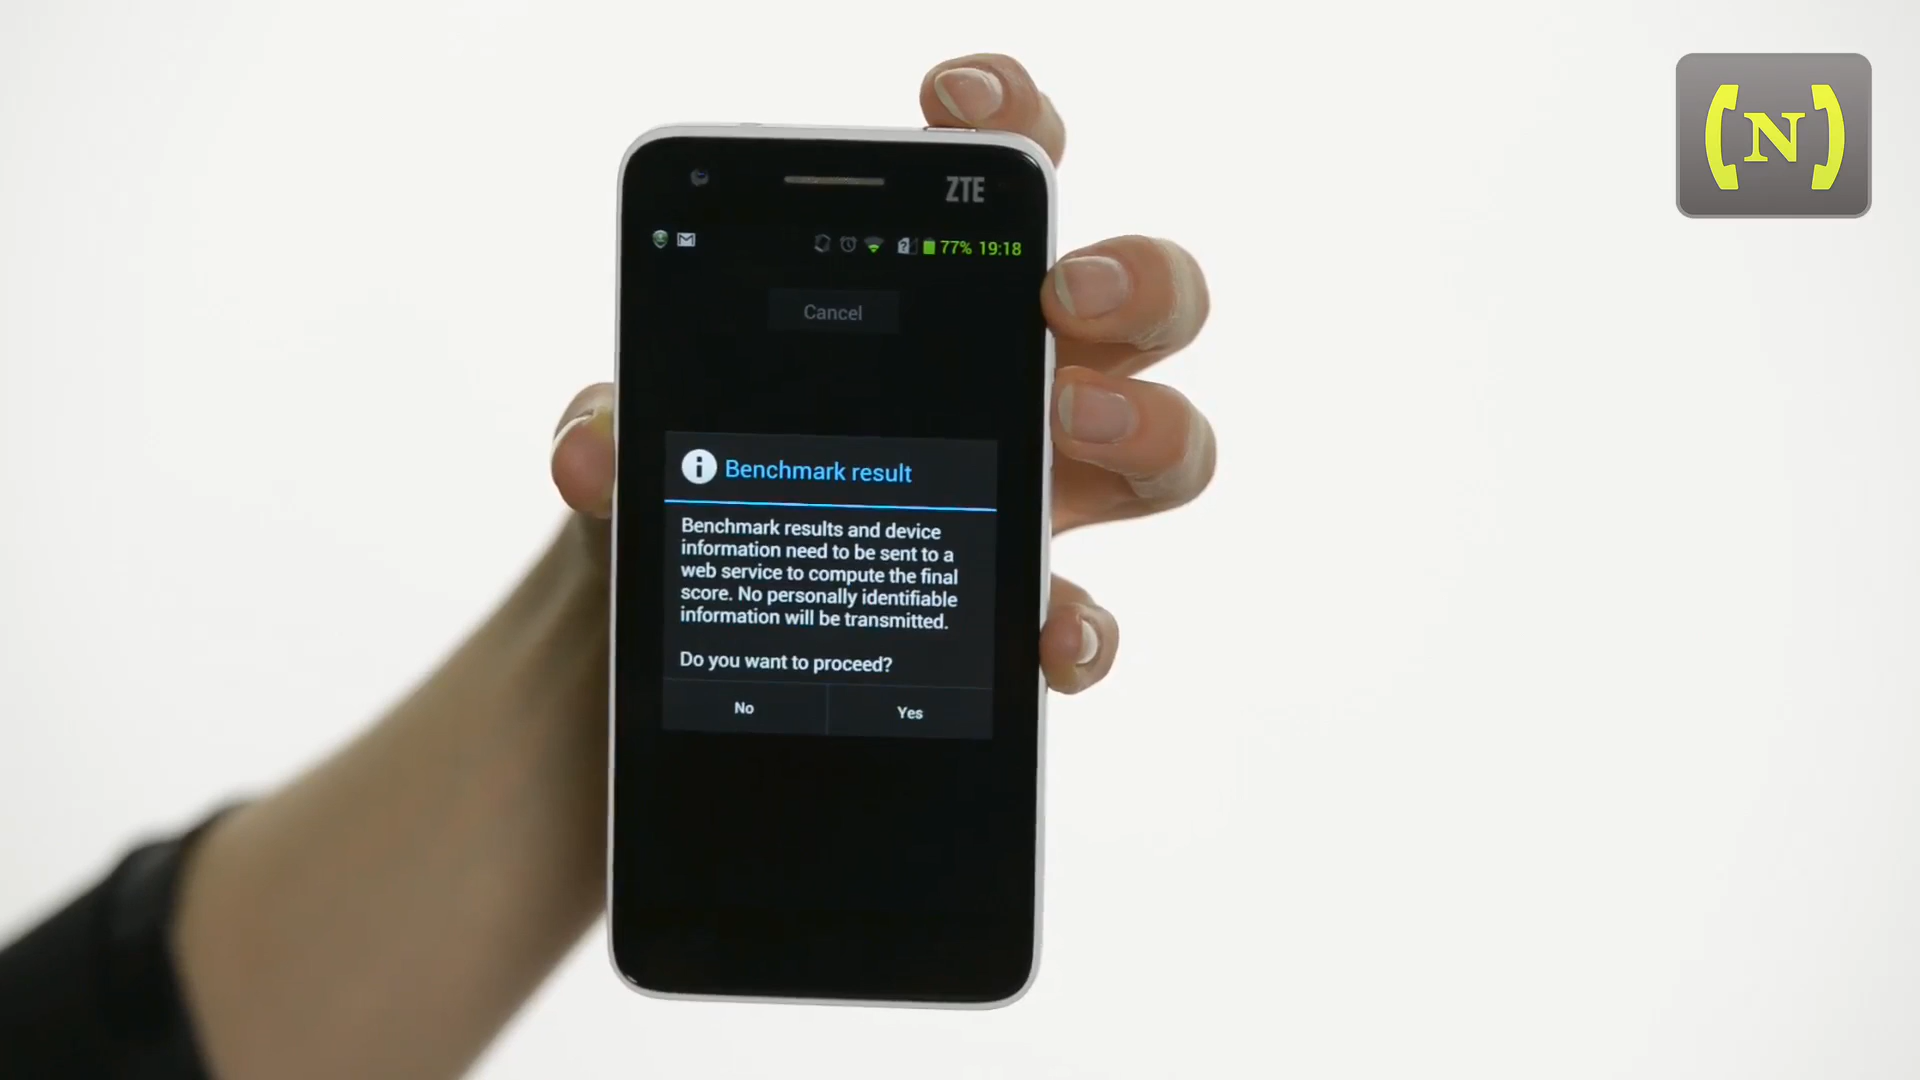 (N)
ZTE
77% 19:18
Cancel
Benchmark result
Benchmark results and device
information need to be sent to a
web service to compute the final
score. No personally identifiable
information will be transmitted.
Do you want to proceed?
No Yes